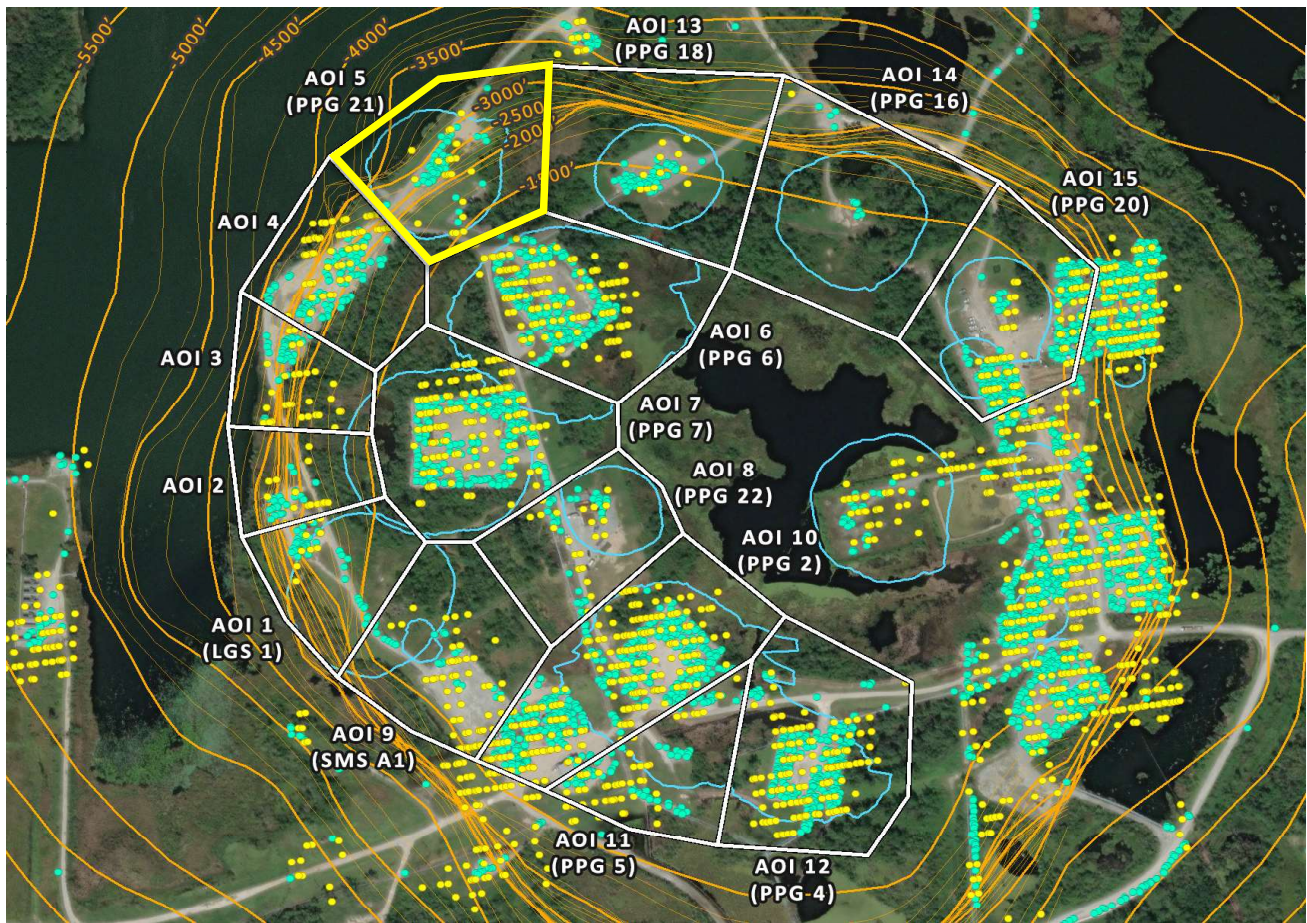 -5500'
-5000'
-4500'
-4000'
-3500'
-3000'
-2500'
-2000'
-1500'
AOI 13
(PPG 18)
AOI 14
(PPG 16)
AOI 5
(PPG 21)
AOI 15
(PPG 20)
AOI 4
AOI 6
(PPG 6)
AOI 3
AOI 7
(PPG 7)
AOI 2
AOI 8
(PPG 22)
AOI 10
(PPG 2)
AOI 1
(LGS 1)
AOI 9
(SMS A1)
AOI 11
(PPG 5)
AOI 12
(PPG 4)